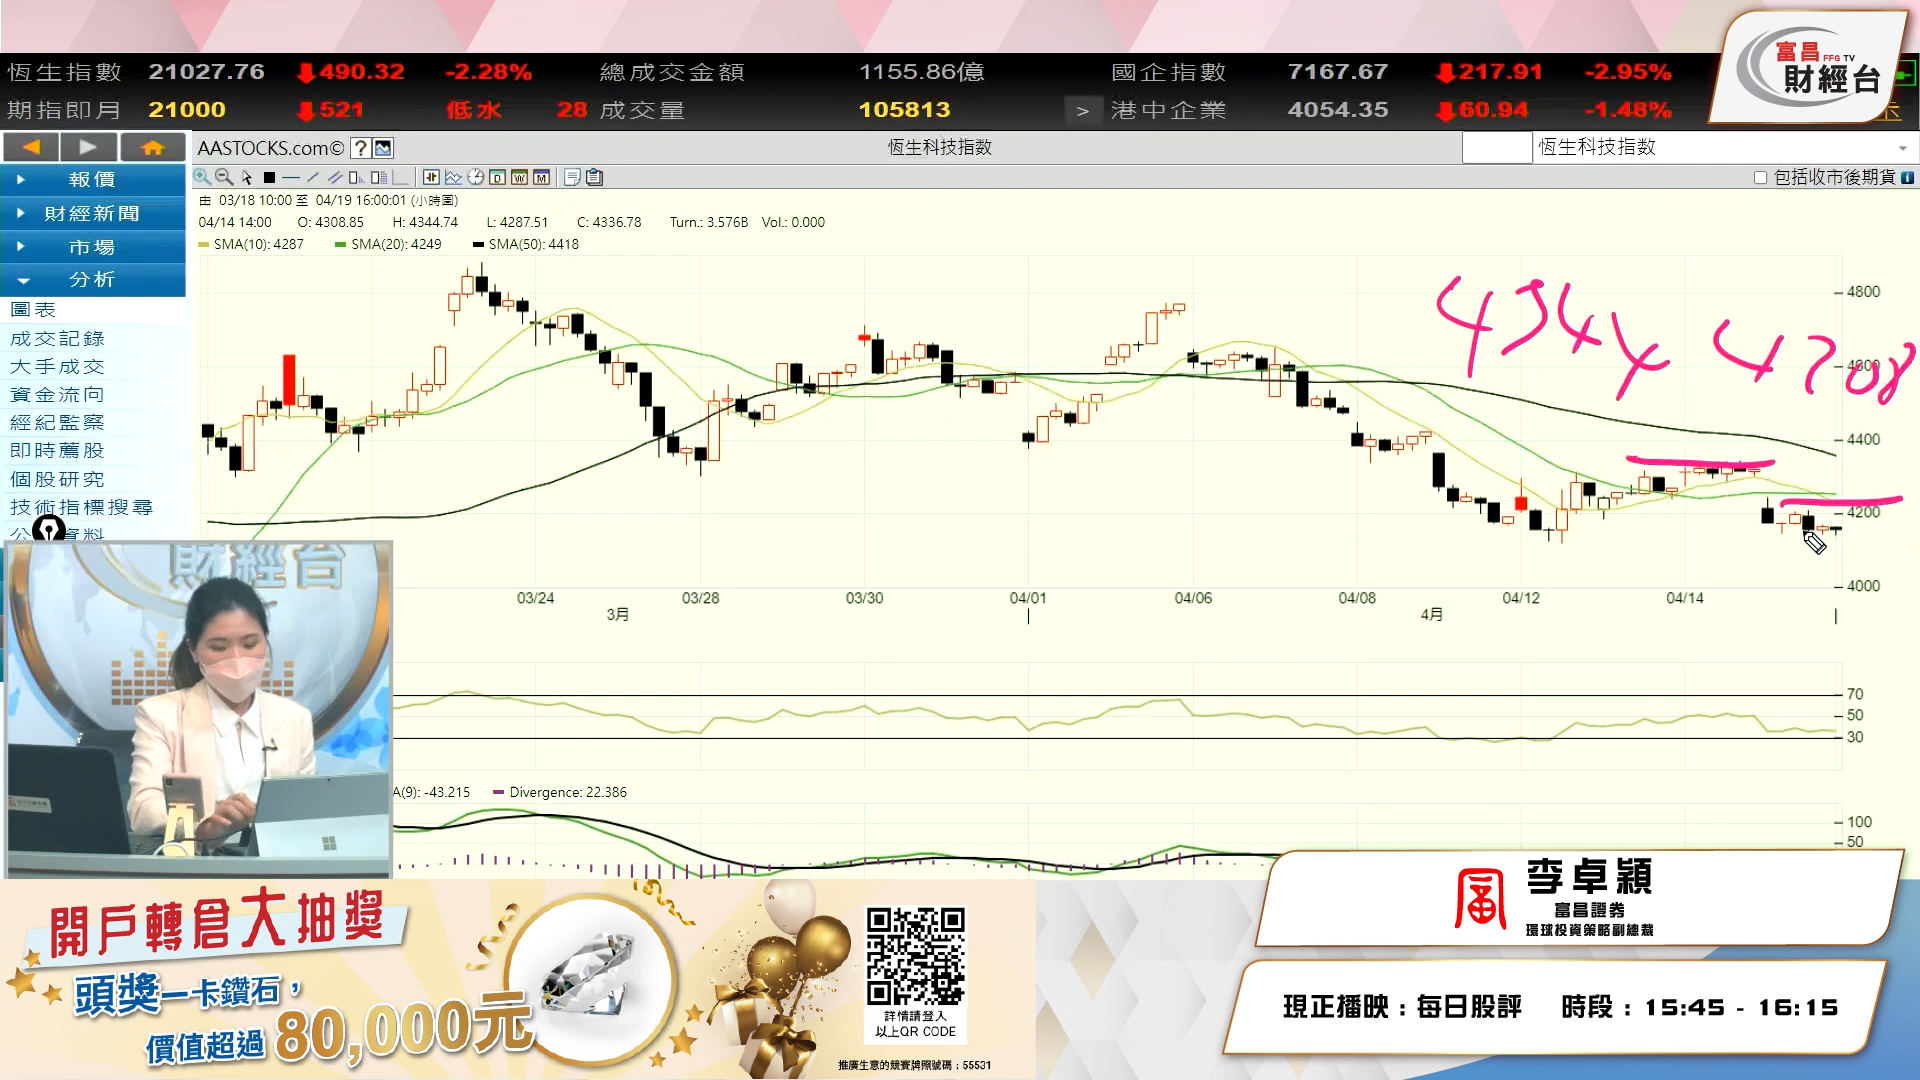 富昌 FFG TV
財經台
恆生指數 21027.76 490.32 -2.28% 總成交金額 1155.86億 國企指數 7167.67 217.91 -2.95%
期指即月 21000 521 低水 28 成交量 105813 > 港中企業 4054.35 60.94 -1.48%
AASTOCKS.com© ? 恆生科技指数 恆生科技指数
包括收市後期貨 i
報價
財經新聞
市場
分析
圖表
成交記錄
大手成交
資金流向
經紀監察
即時薦股
個股研究
技術指標搜尋
資料
由 03/18 10:00 至 04/19 16:00:01 (小時圖)
04/14 14:00 O: 4308.85 H: 4344.74 L: 4287.51 C: 4336.78 Turn.: 3.576B Vol.: 0.000
SMA(10): 4287 SMA(20): 4249 SMA(50): 4418
D W M
4344 4208
4800
4600
4400
4200
4000
03/24 03/28 03/30 04/01 04/06 04/08 04/12 04/14
3月 4月
70
50
30
A(9): -43.215 Divergence: 22.386
100
50
財經台
開戶轉倉大抽獎
頭獎一卡鑽石，
價值超過 80,000元
詳情請登入
以上QR CODE
推廣生意的競賽牌照號碼：55531
富
李卓穎
富昌證券
環球投資策略副總裁
現正播映：每日股評 時段：15:45 - 16:15